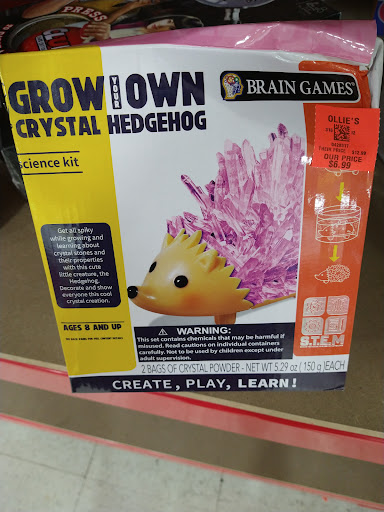 PRESS
GROW YOUR OWN
CRYSTAL HEDGEHOG
BRAIN GAMES
science kit
OLLIE'S
OUR PRICE
$6.99
Get all spiky
while growing and
learning about
crystal stones and
their properties
with this cute
little creature, the
Hedgehog.
Decorate and show
everyone this cool
crystal creation.
AGES 8 AND UP
WARNING:
This set contains chemicals that may be harmful if
misused. Read cautions on individual containers
carefully. Not to be used by children except under
adult supervision.
2 BAGS OF CRYSTAL POWDER - NET WT 5.29 oz (150 g) EACH
S.T.E.M
CREATE, PLAY, LEARN!